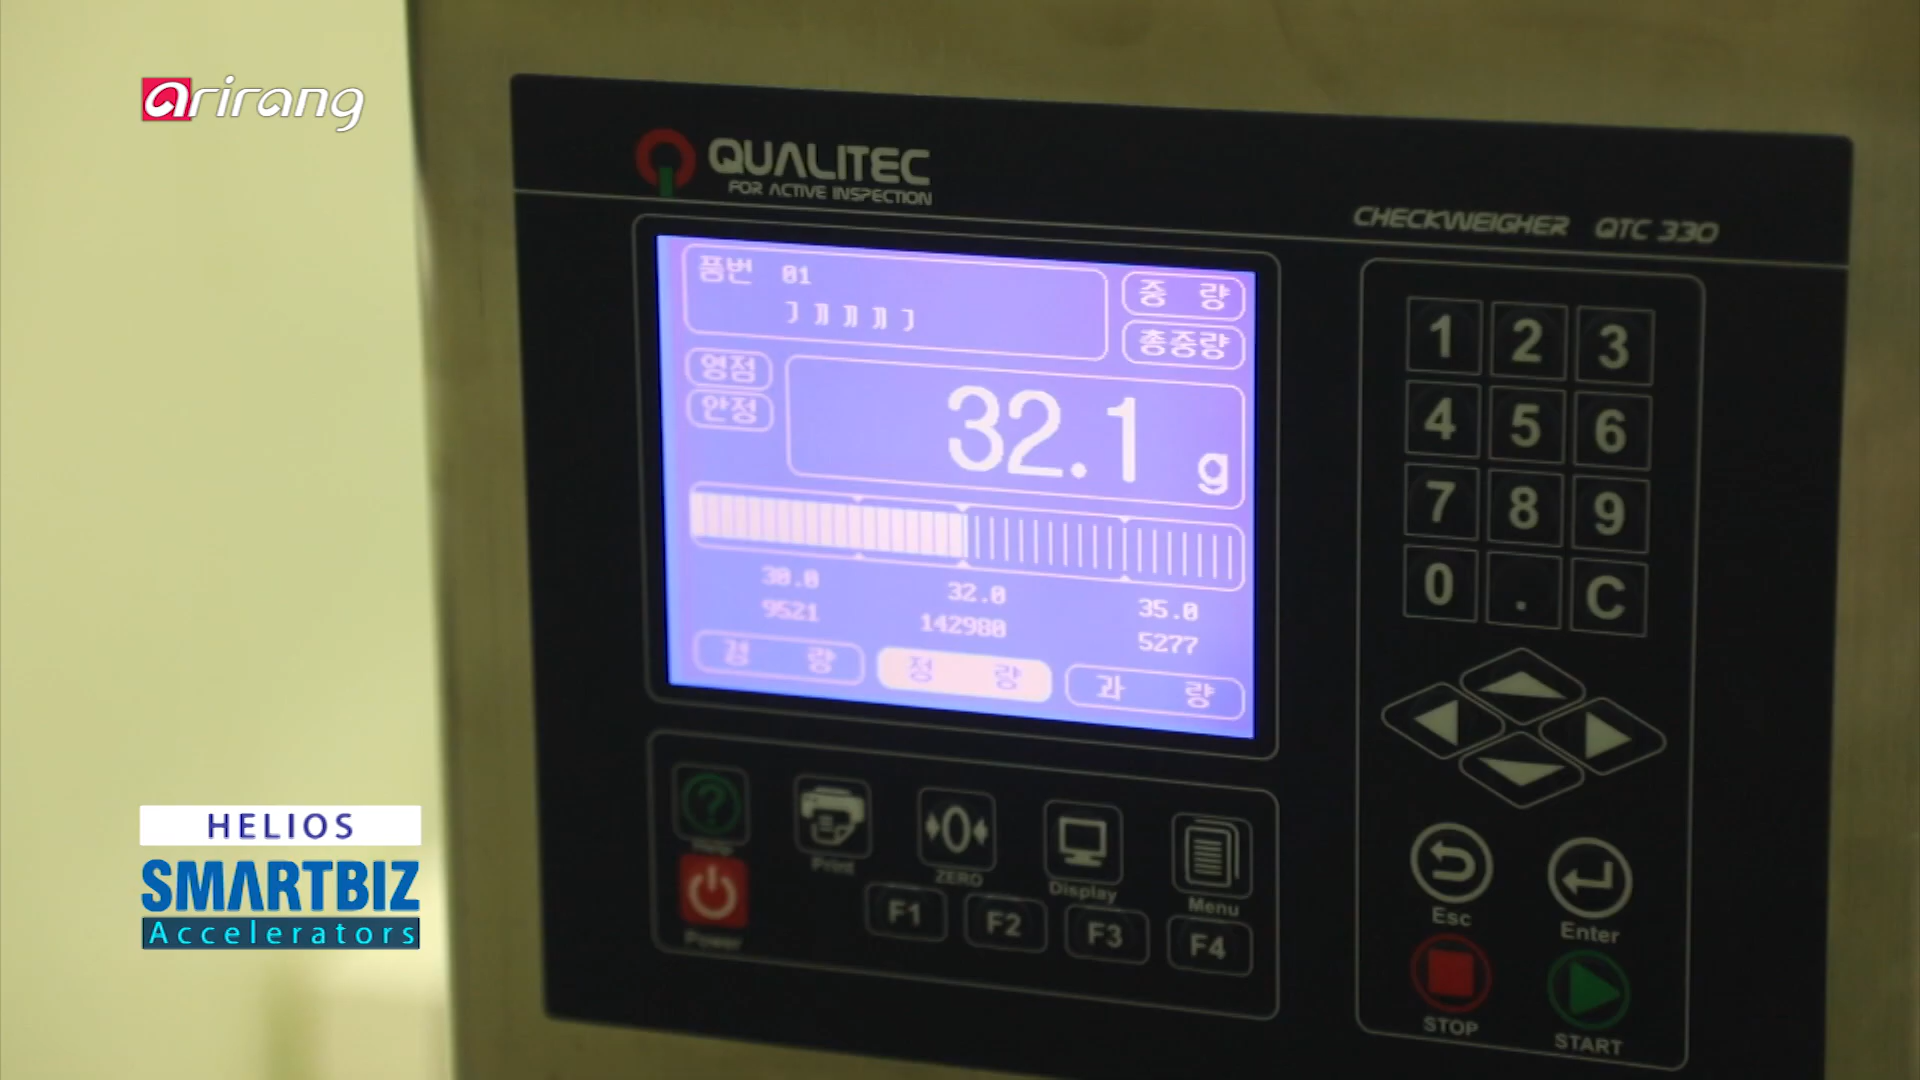 arirang
QUALITEC
FOR ACTIVE INSPECTION
CHECKWEIGHER QTC 330
품번 01
중 량
총중량
영점
안정
32.1 g
30.0 32.0 35.0
9521 142980 5277
경 량 정 량 과 량
1 2 3
4 5 6
7 8 9
0 . C
Help
Print
ZERO
Display
Menu
Power
F1 F2 F3 F4
Esc
Enter
STOP
START
HELIOS
SMARTBIZ
Accelerators